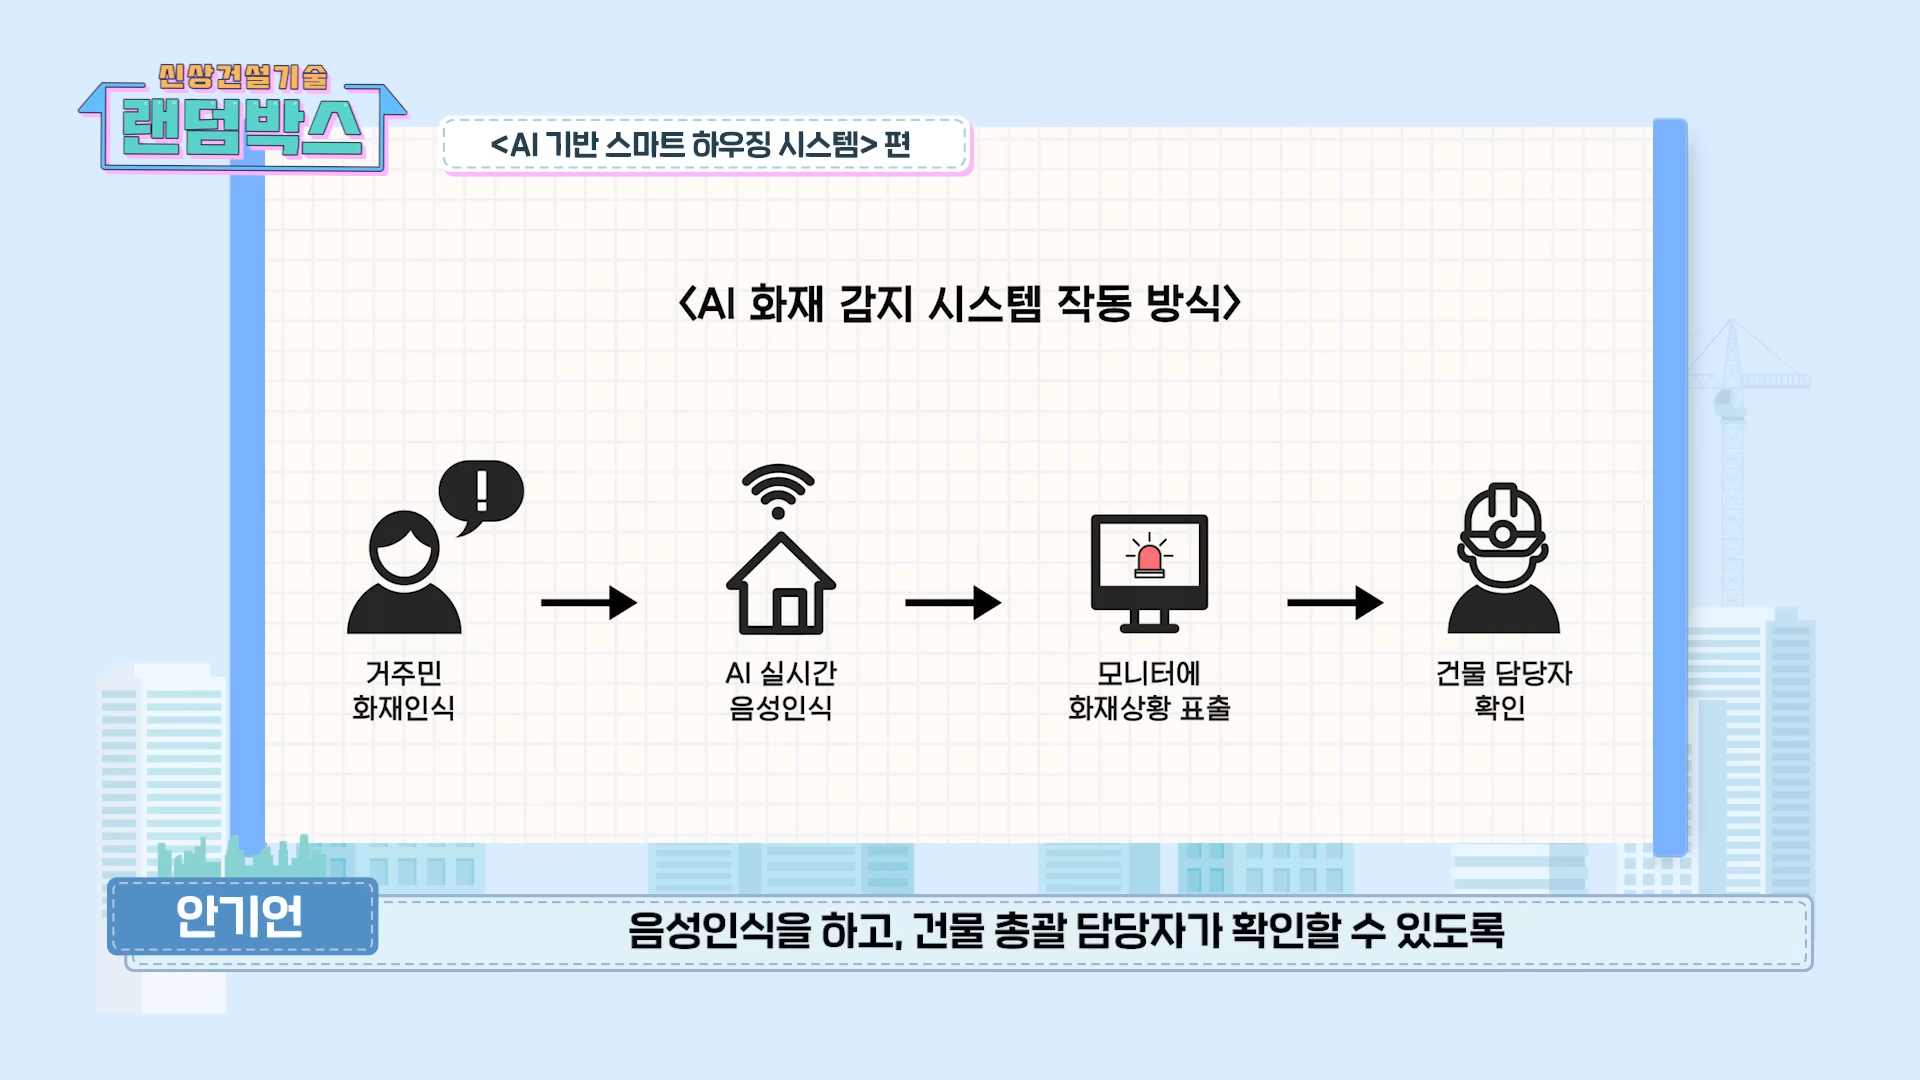 신상건설기술
랜덤박스
<AI 기반 스마트 하우징 시스템> 편
〈AI 화재 감지 시스템 작동 방식〉
!
거주민
화재인식
AI 실시간
음성인식
모니터에
화재상황 표출
건물 담당자
확인
안기언
음성인식을 하고, 건물 총괄 담당자가 확인할 수 있도록